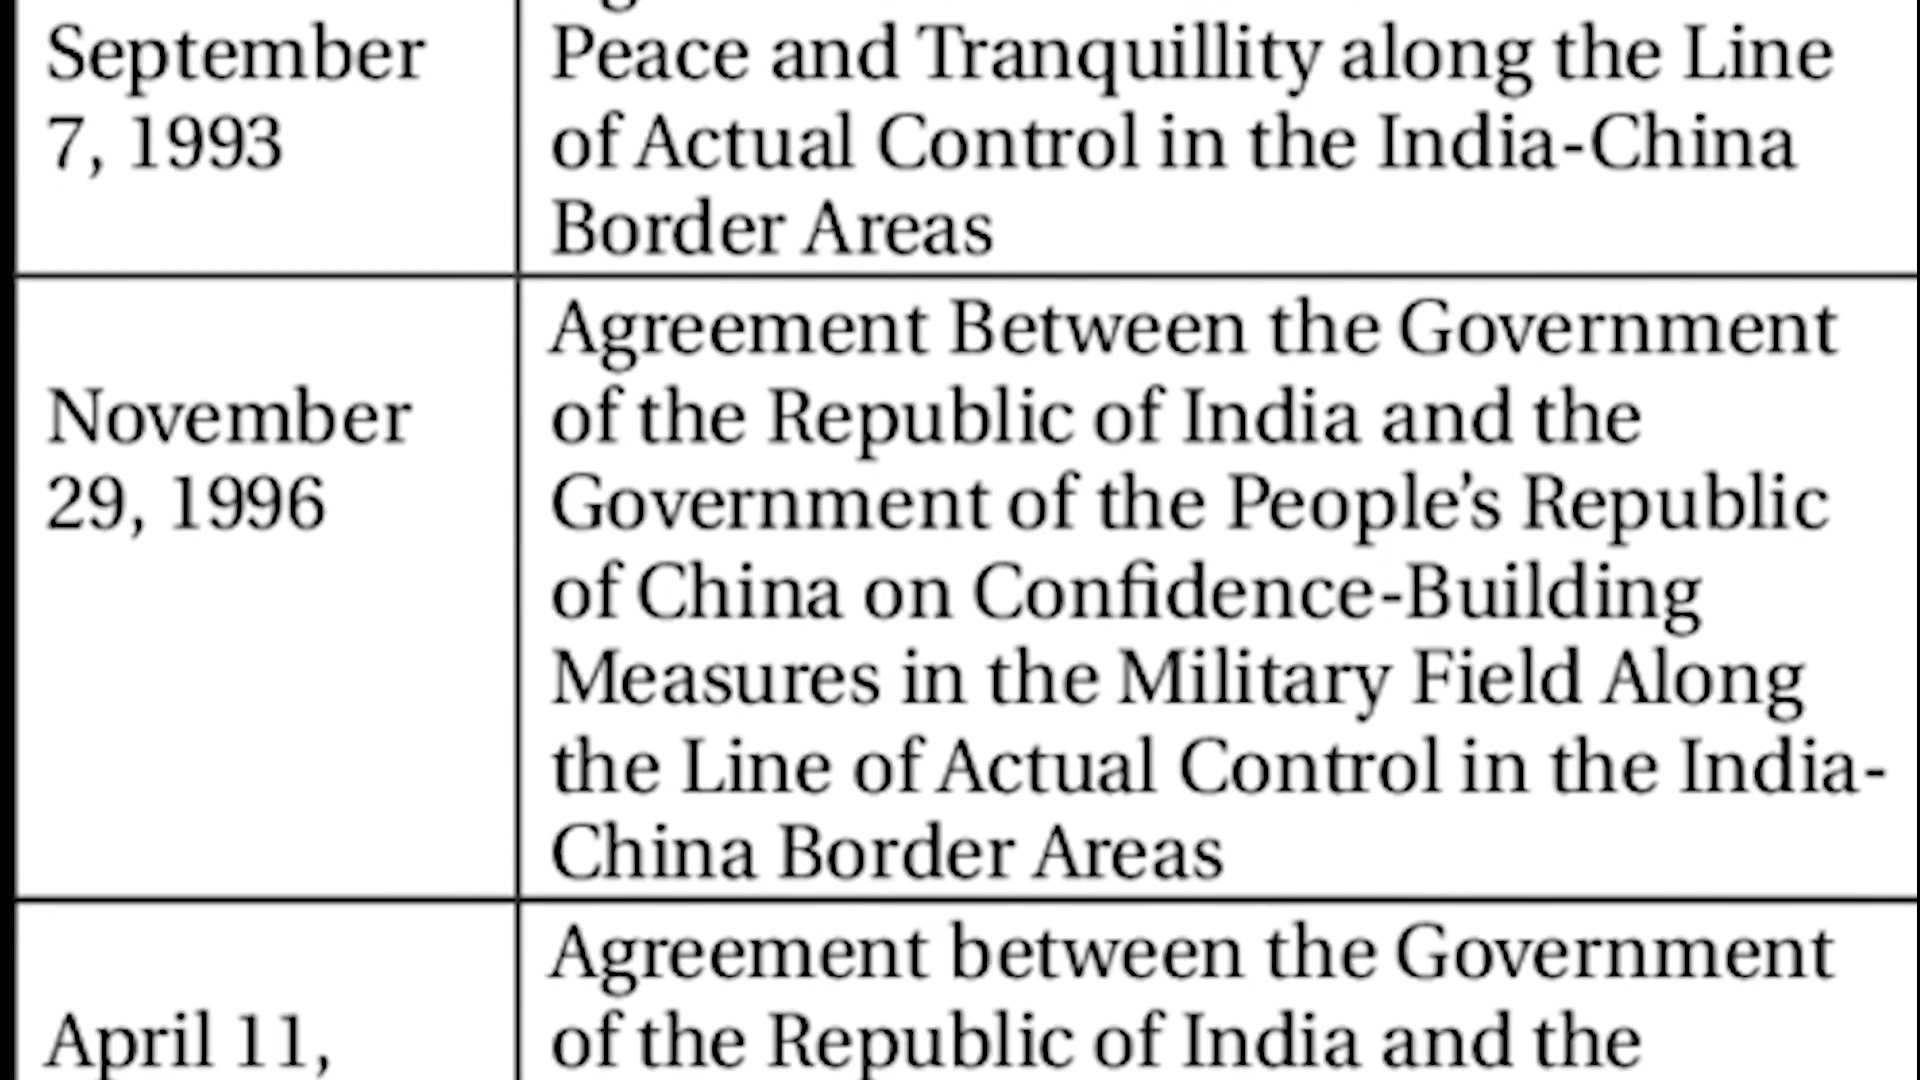 September
7, 1993
Peace and Tranquillity along the Line
of Actual Control in the India-China
Border Areas
November
29, 1996
Agreement Between the Government
of the Republic of India and the
Government of the People’s Republic
of China on Confidence-Building
Measures in the Military Field Along
the Line of Actual Control in the India-
China Border Areas
April 11,
Agreement between the Government
of the Republic of India and the